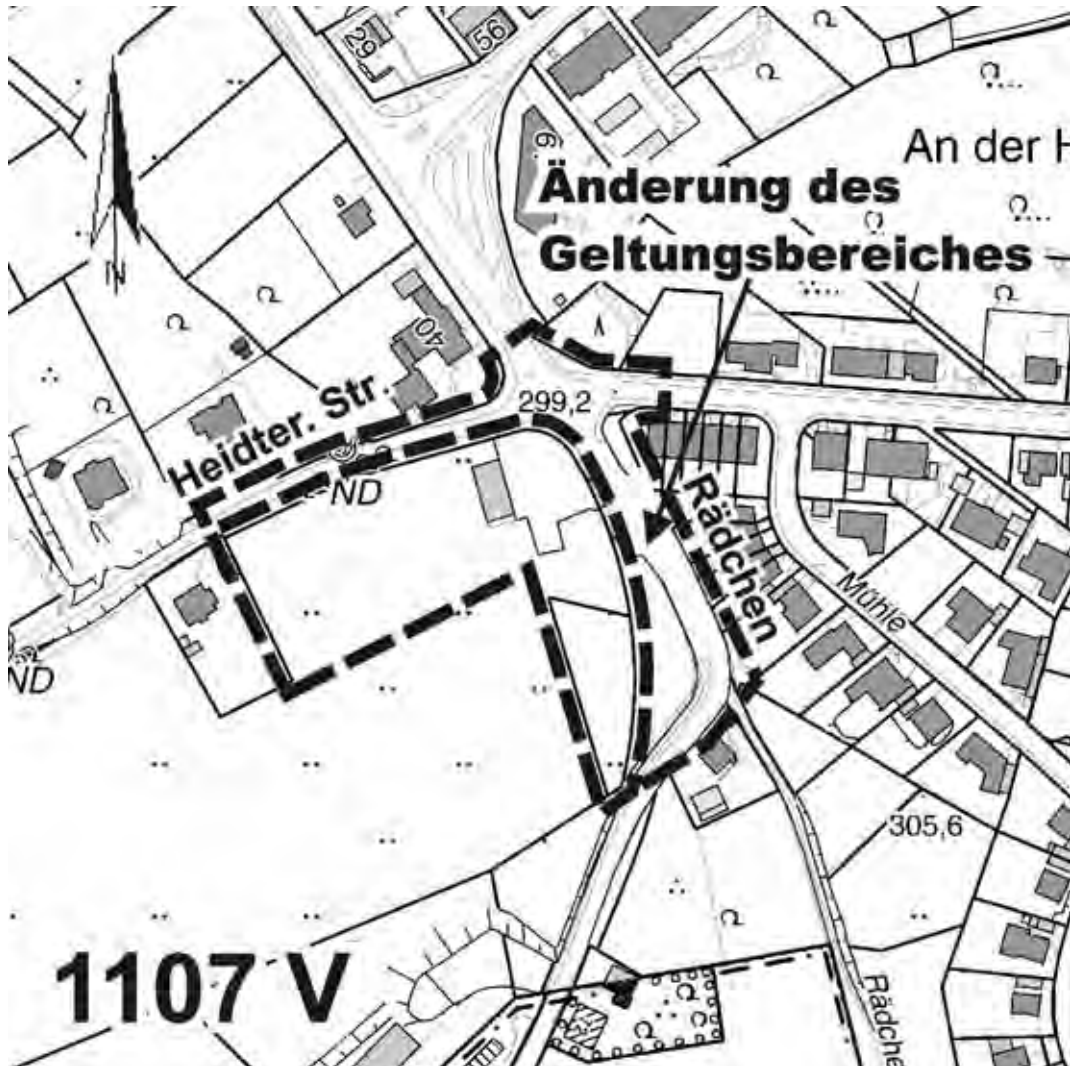 29
56
9
An der H
Änderung des
Geltungsbereiches
40
Heidter. Str.
299,2
ND
Rädchen
Mühle
ND
305,6
1107 V
Rädche
N